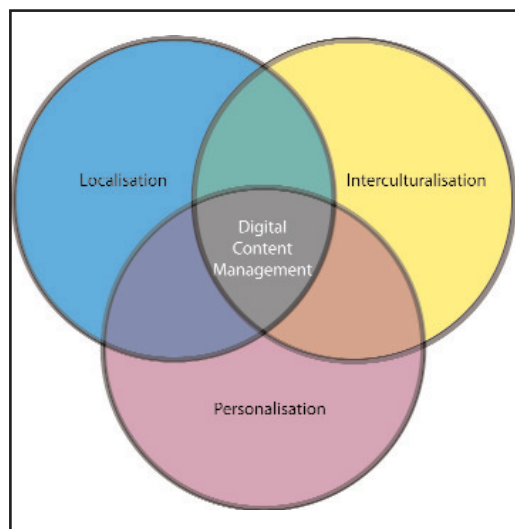 Localisation
Interculturalisation
Digital
Content
Management
Personalisation